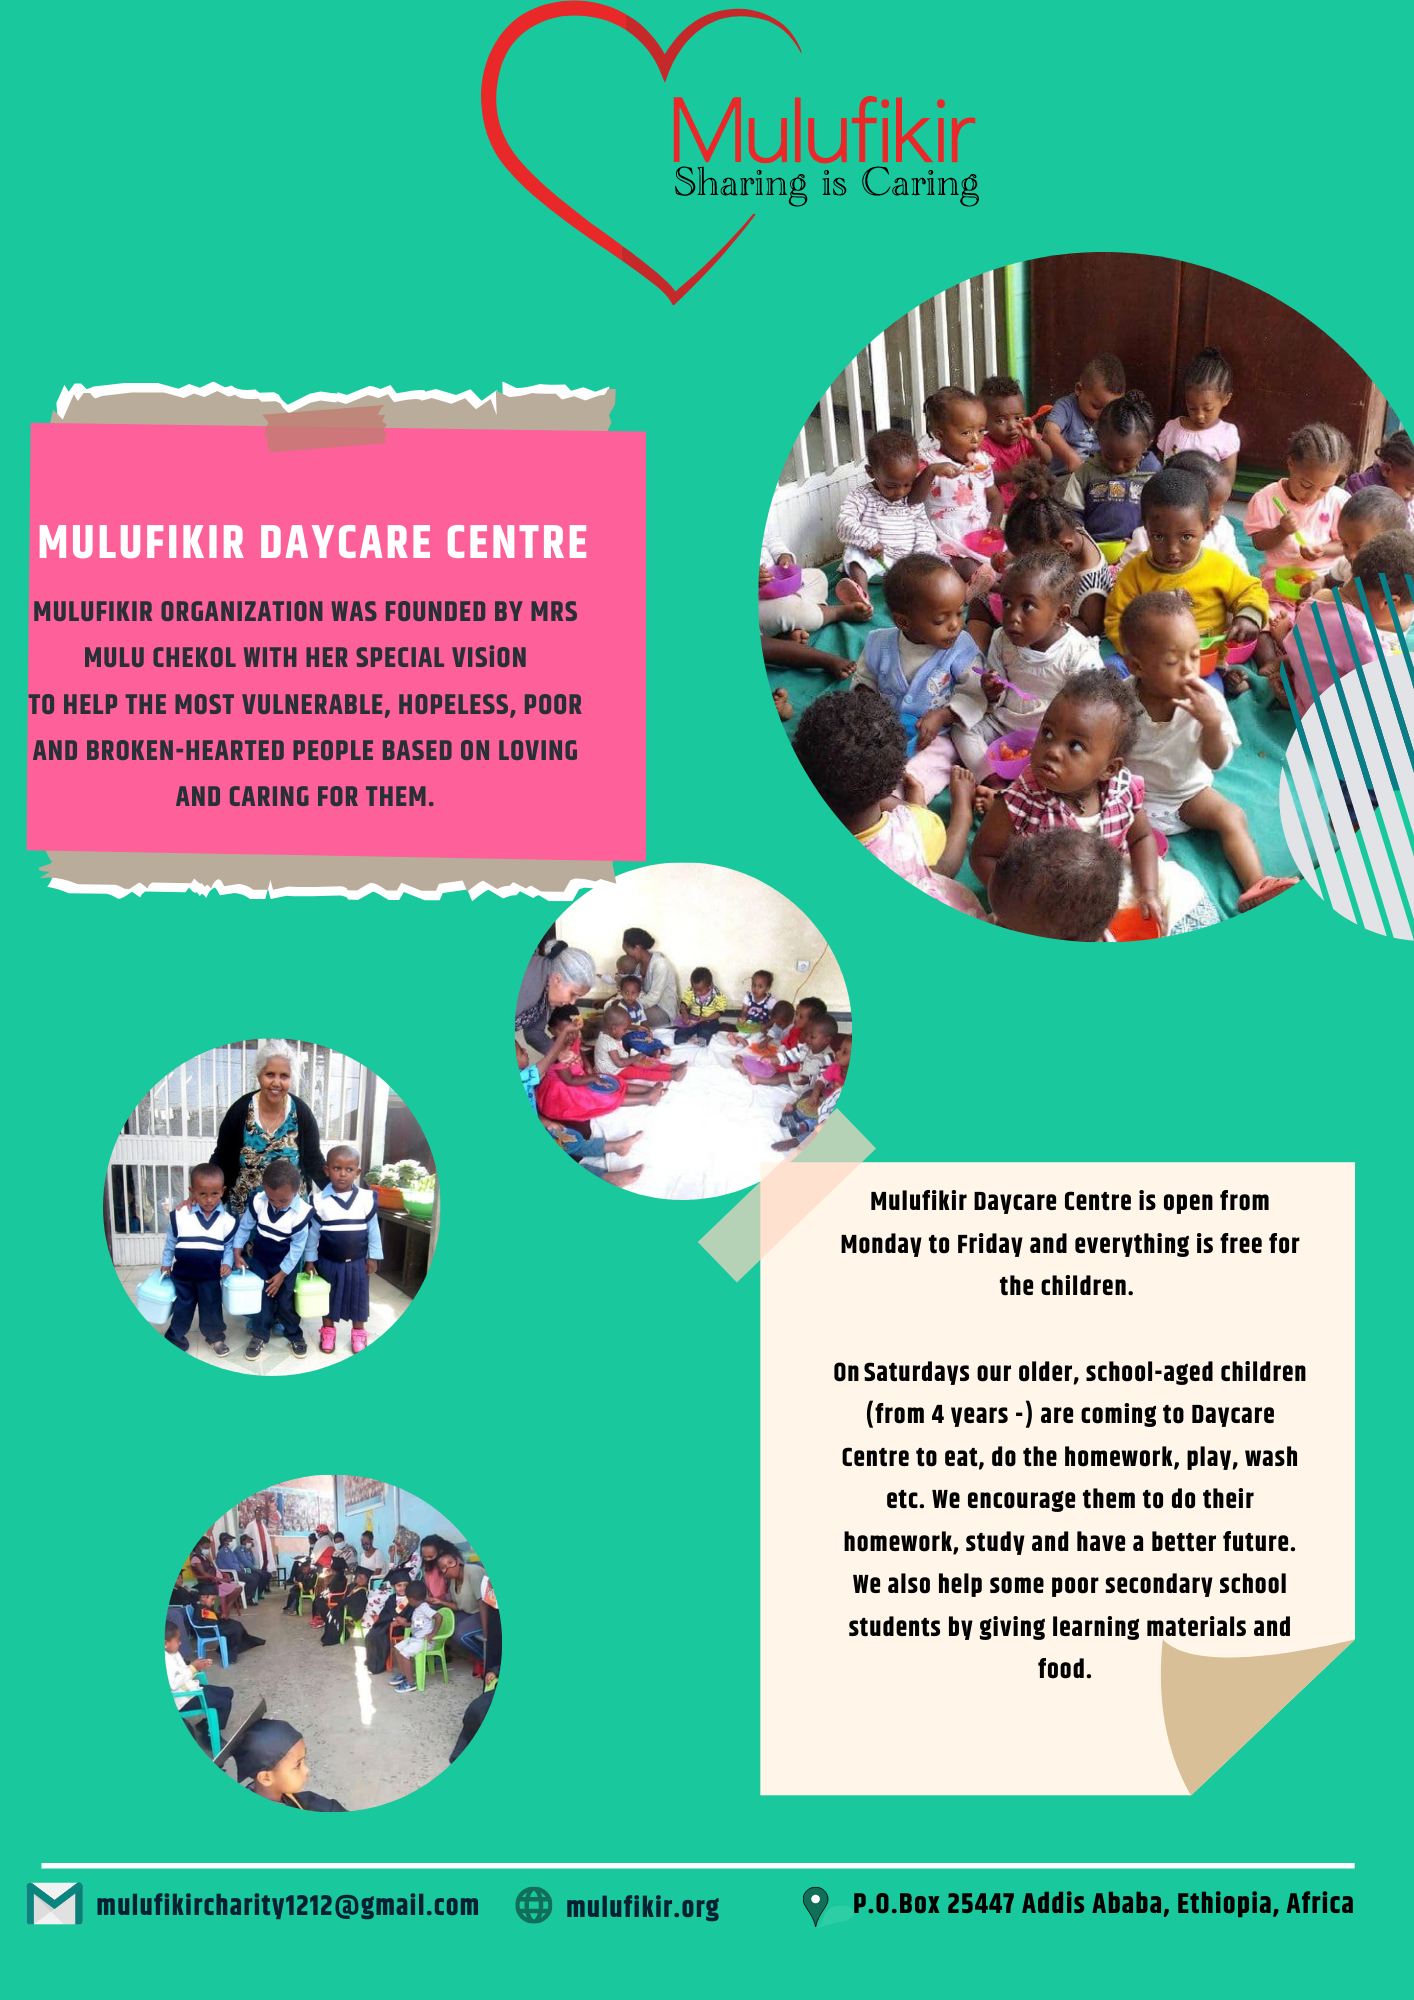 Mulufikir
Sharing is Caring
MULUFIKIR DAYCARE CENTRE
MULUFIKIR ORGANIZATION WAS FOUNDED BY MRS
MULU CHEKOL WITH HER SPECIAL VISiON
TO HELP THE MOST VULNERABLE, HOPELESS, POOR
AND BROKEN-HEARTED PEOPLE BASED ON LOVING
AND CARING FOR THEM.
Mulufikir Daycare Centre is open from
Monday to Friday and everything is free for
the children.
On Saturdays our older, school-aged children
(from 4 years -) are coming to Daycare
Centre to eat, do the homework, play, wash
etc. We encourage them to do their
homework, study and have a better future.
We also help some poor secondary school
students by giving learning materials and
food.
mulufikircharity1212@gmail.com
mulufikir.org
P.O.Box 25447 Addis Ababa, Ethiopia, Africa